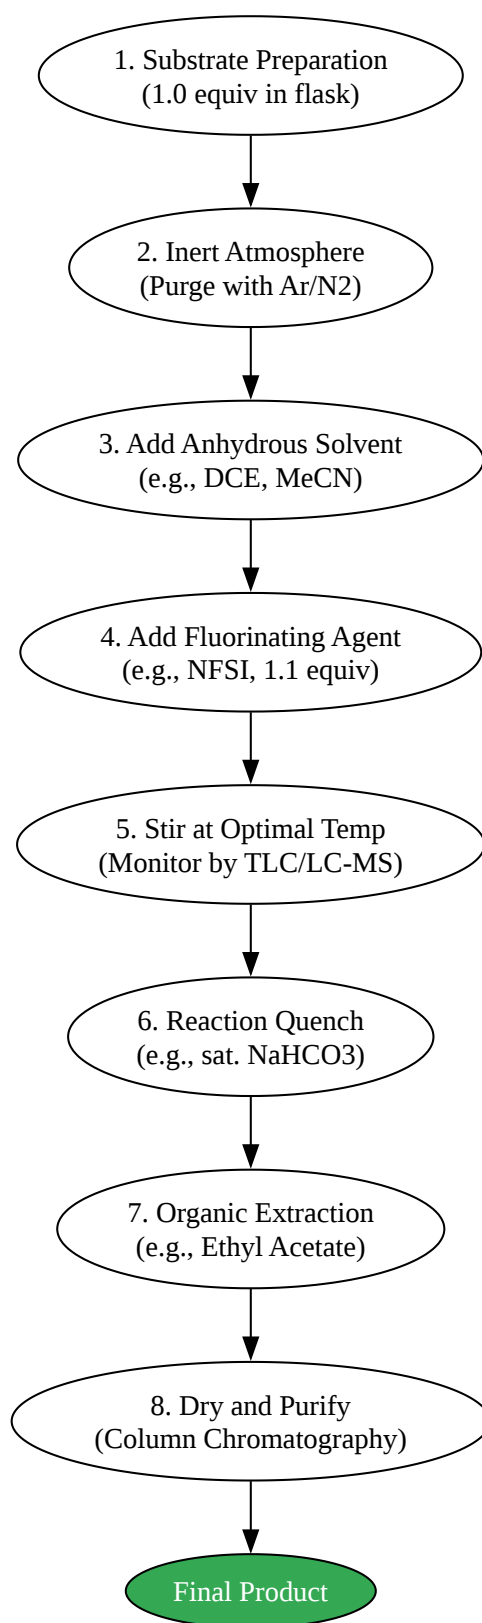 1. Substrate Preparation
(1.0 equiv in flask)
2. Inert Atmosphere
(Purge with Ar/N2)
3. Add Anhydrous Solvent
(e.g., DCE, MeCN)
4. Add Fluorinating Agent
(e.g., NFSI, 1.1 equiv)
5. Stir at Optimal Temp
(Monitor by TLC/LC-MS)
6. Reaction Quench
(e.g., sat. NaHCO3)
7. Organic Extraction
(e.g., Ethyl Acetate)
8. Dry and Purify
(Column Chromatography)
Final Product